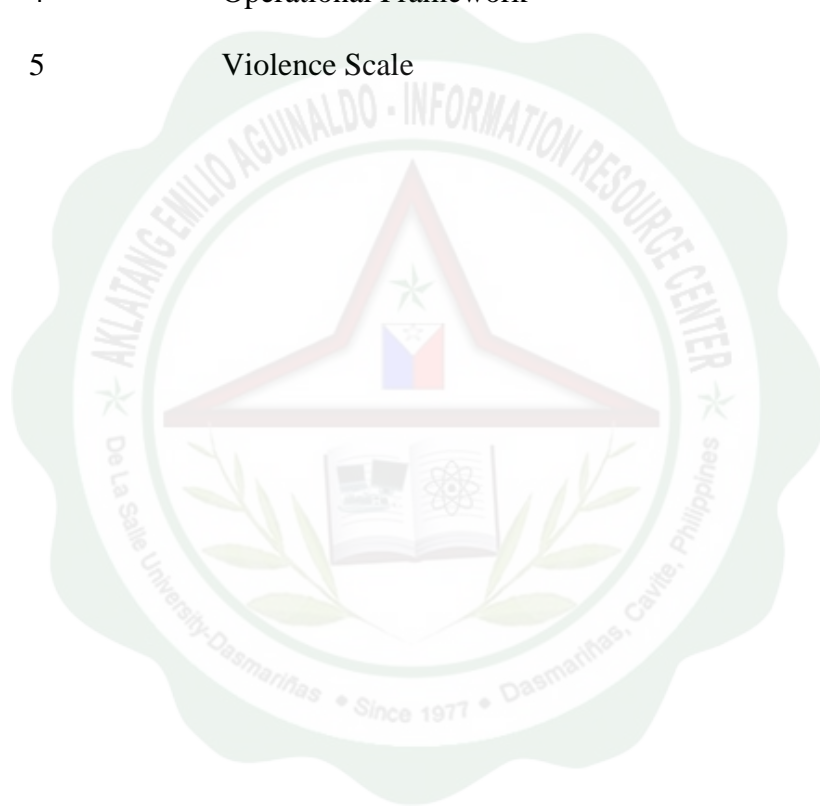 4 Operational Framework
5 Violence Scale
AKLATANG EMILIO AGUINALDO - INFORMATION RESOURCE CENTER
De La Salle University-Dasmariñas • Since 1977 • Dasmariñas, Cavite, Philippines